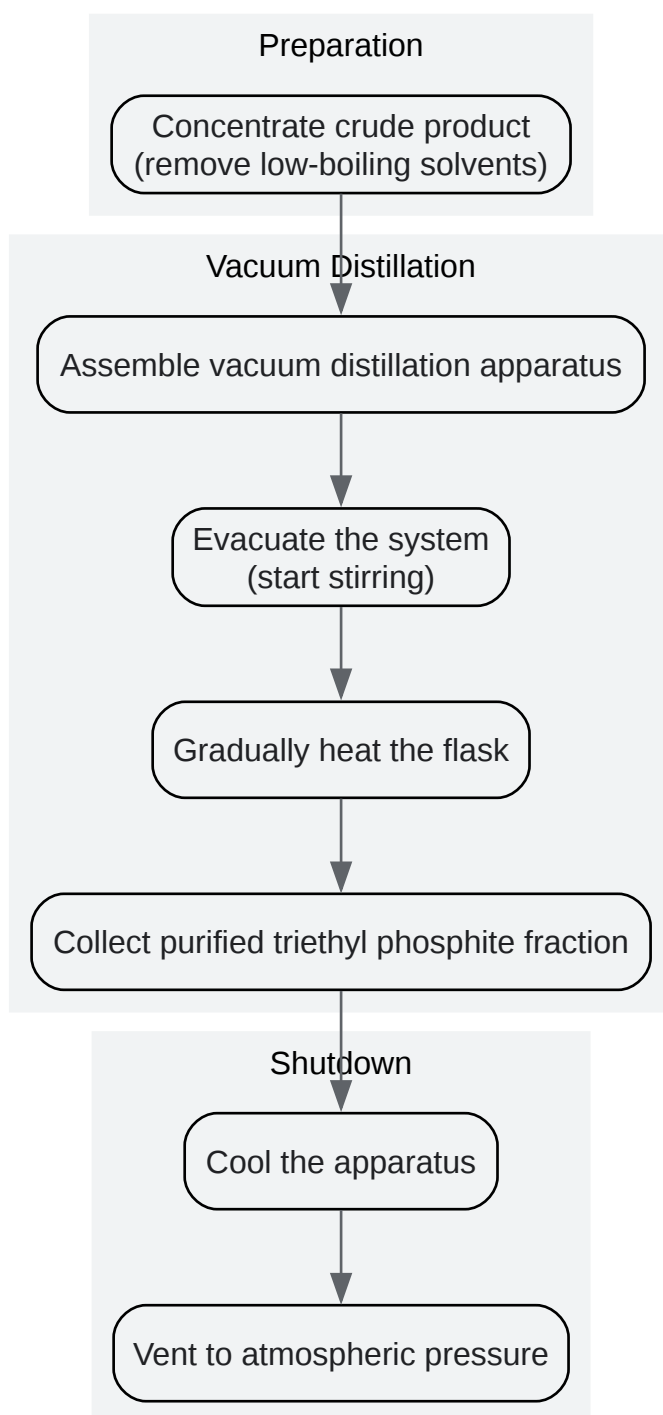 Preparation
Concentrate crude product
(remove low-boiling solvents)
Vacuum Distillation
Assemble vacuum distillation apparatus
Evacuate the system
(start stirring)
Gradually heat the flask
Collect purified triethyl phosphite fraction
Shutdown
Cool the apparatus
Vent to atmospheric pressure